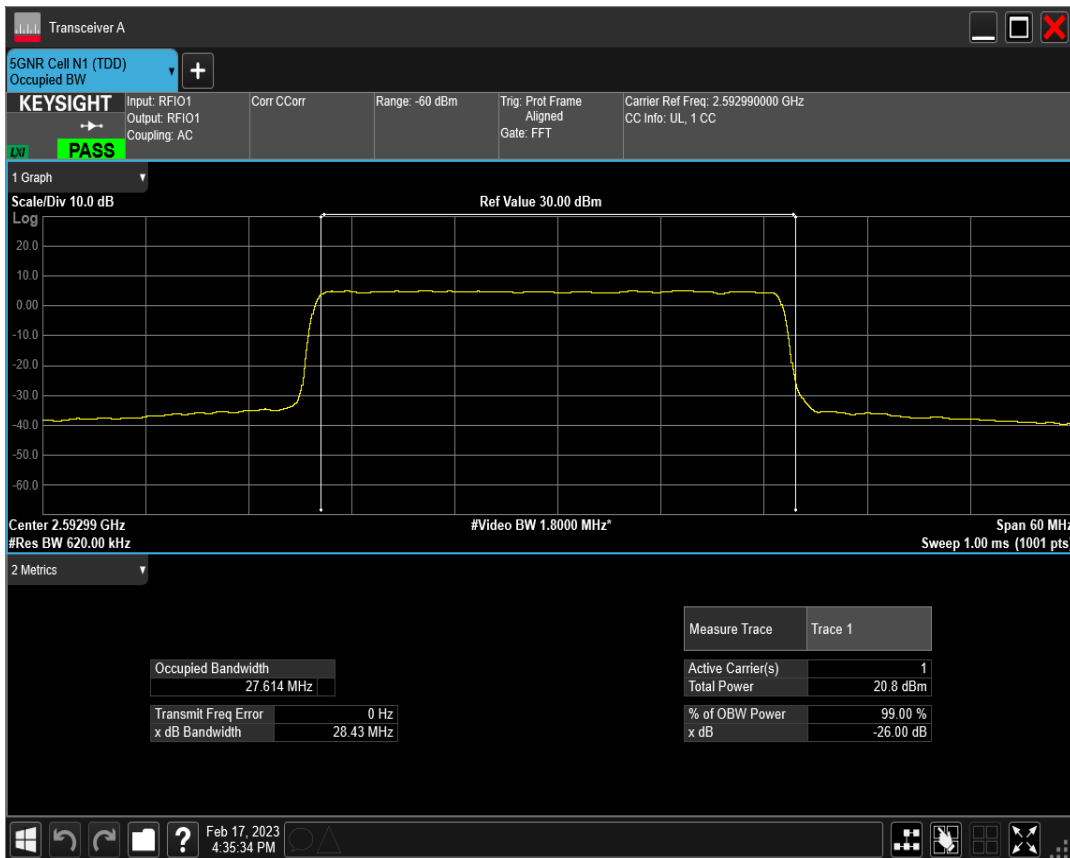 Transceiver A
5GNR Cell N1 (TDD)
Occupied BW
+
KEYSIGHT
LXI
PASS
Input: RFIO1
Output: RFIO1
Coupling: AC
Corr CCorr
Range: -60 dBm
Trig: Prot Frame
Aligned
Gate: FFT
Carrier Ref Freq: 2.592990000 GHz
CC Info: UL, 1 CC
1 Graph
Scale/Div 10.0 dB
Ref Value 30.00 dBm
Log
20.0
10.0
0.00
-10.0
-20.0
-30.0
-40.0
-50.0
-60.0
Center 2.59299 GHz
#Video BW 1.8000 MHz*
Span 60 MHz
#Res BW 620.00 kHz
Sweep 1.00 ms (1001 pts)
2 Metrics
Measure Trace Trace 1
Occupied Bandwidth
27.614 MHz
Active Carrier(s) 1
Total Power 20.8 dBm
Transmit Freq Error 0 Hz
x dB Bandwidth 28.43 MHz
% of OBW Power 99.00 %
x dB -26.00 dB
?
Feb 17, 2023
4:35:34 PM